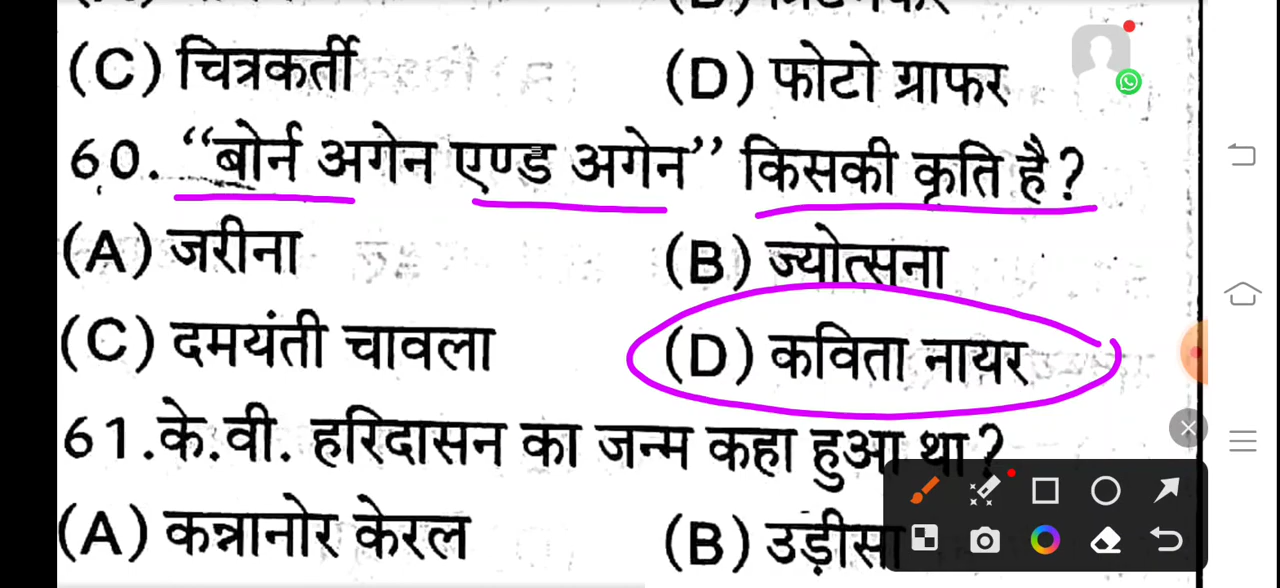 (C) चित्रकर्ती (D) फोटो ग्राफर
60. “बोर्न अगेन एण्ड अगेन” किसकी कृति है?
(A) जरीना (B) ज्योत्सना
(C) दमयंती चावला (D) कविता नायर
61. के.वी. हरिदासन का जन्म कहा हुआ था?
(A) कन्नानोर केरल (B) उड़ीसा